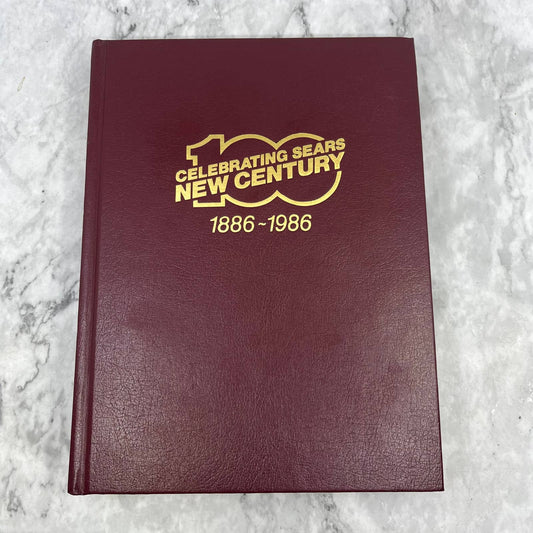 100
CELEBRATING SEARS
NEW CENTURY
1886~1986